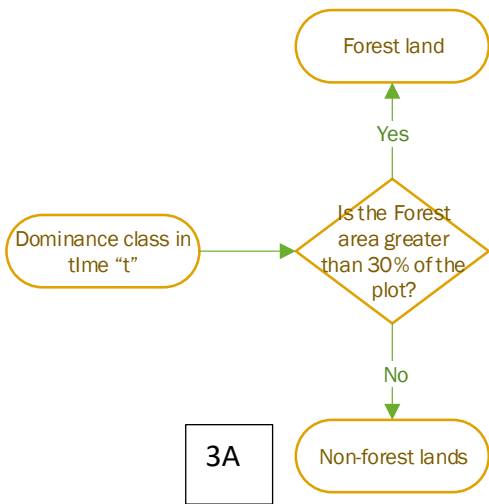 Forest land
Yes
Dominance class in
tIme “t”
Is the Forest
area greater
than 30% of the
plot?
No
3A
Non-forest lands